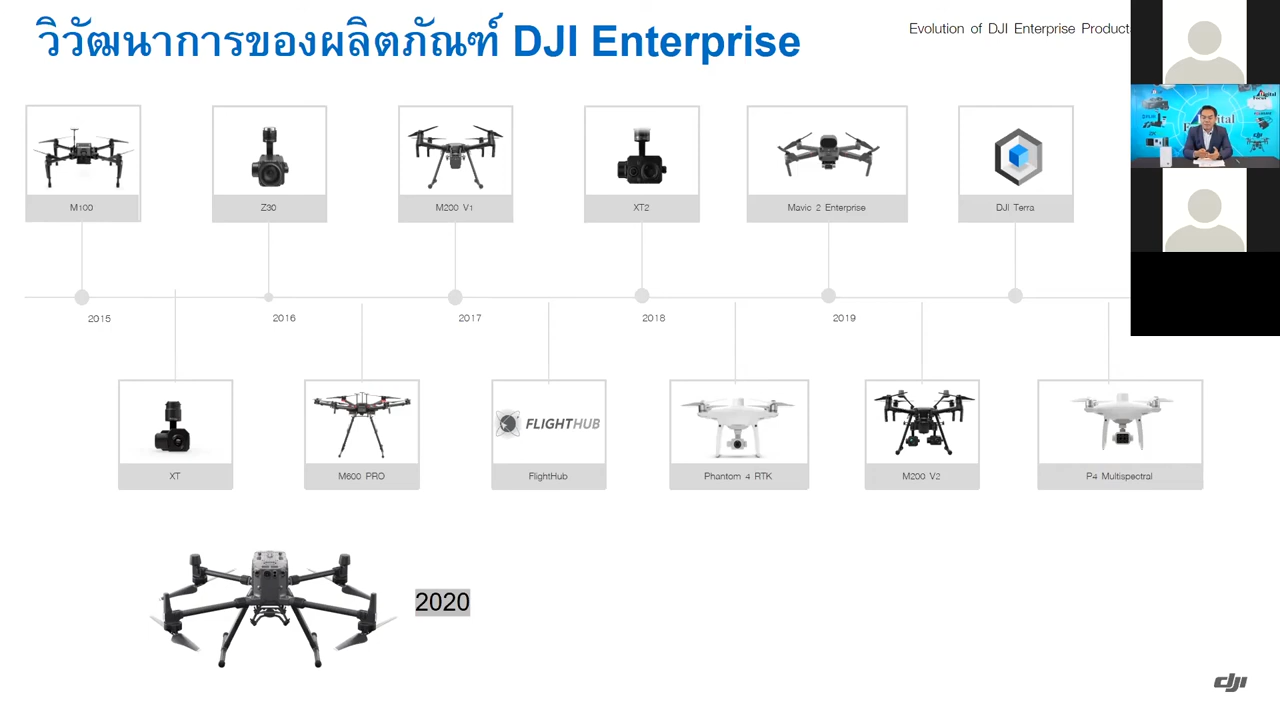 วิวัฒนาการของผลิตภัณฑ์ DJI Enterprise
Evolution of DJI Enterprise Product
M100
Z30
M200 V1
XT2
Mavic 2 Enterprise
DJI Terra
2015
2016
2017
2018
2019
FLIGHTHUB
XT
M600 PRO
FlightHub
Phantom 4 RTK
M200 V2
P4 Multispectral
2020
dji